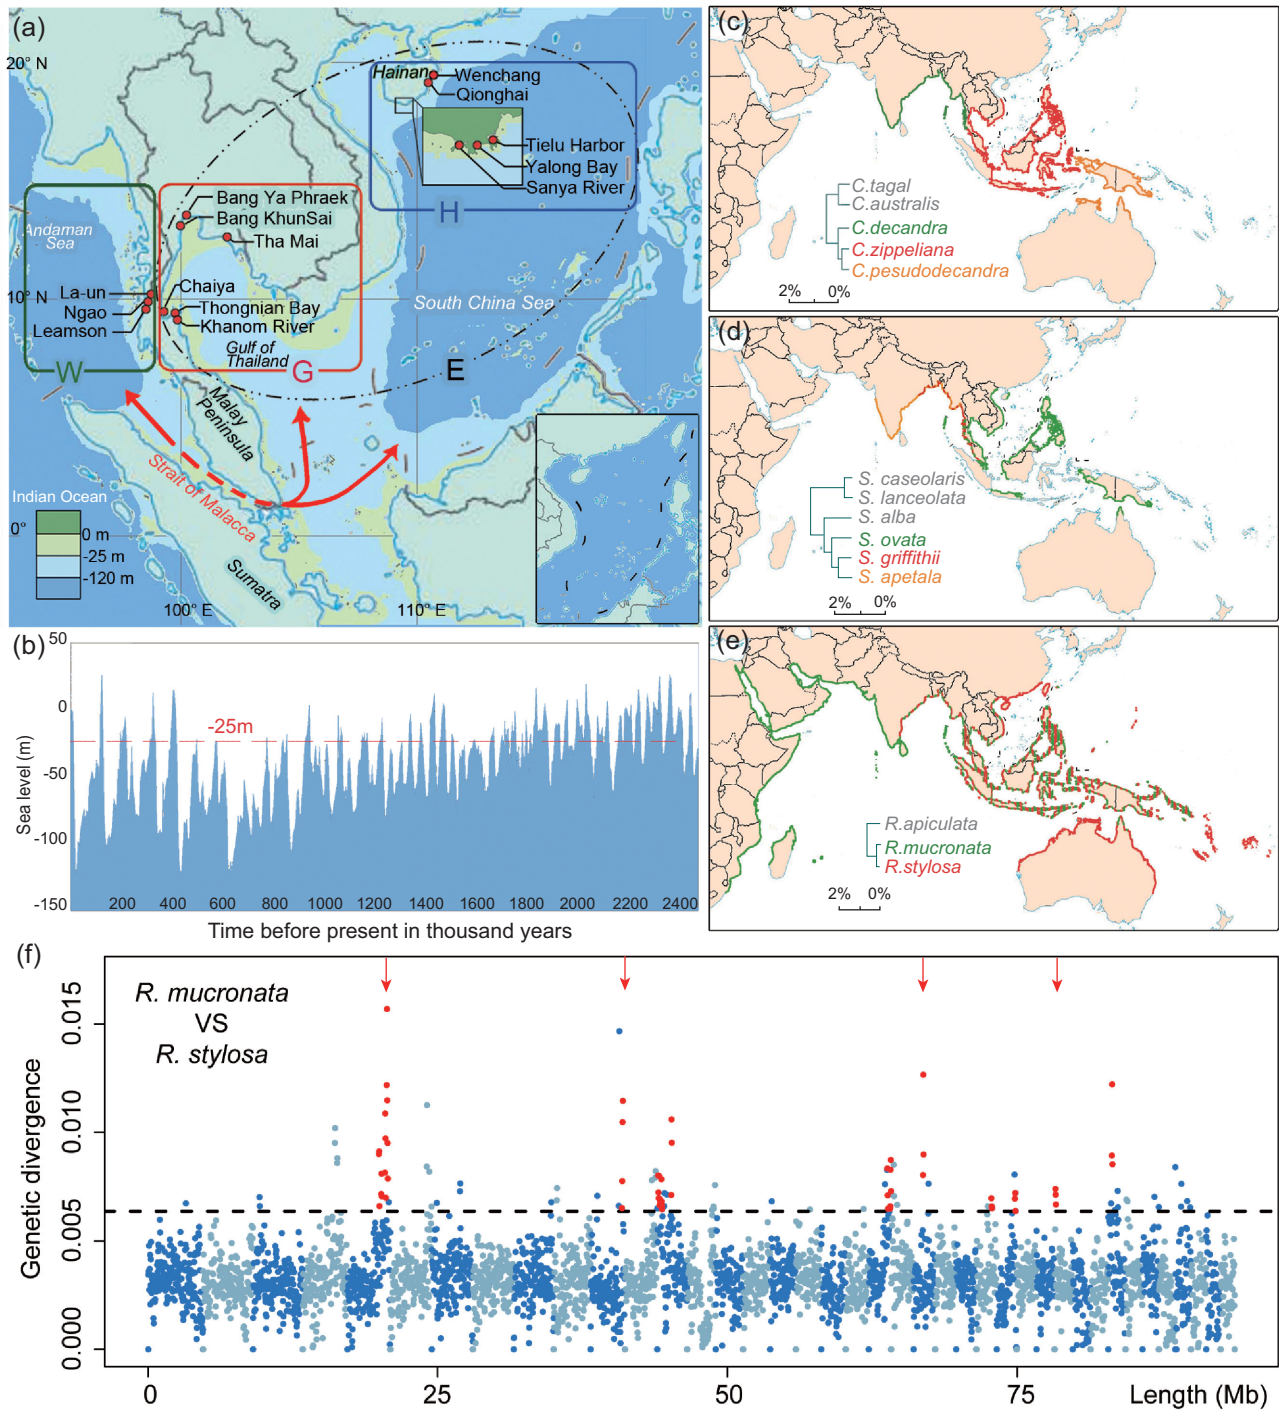 (a)
20° N
Hainan
Wenchang
Qionghai
Tielu Harbor
Yalong Bay
Sanya River
H
Bang Ya Phraek
Bang KhunSai
Tha Mai
Andaman
Sea
La-un
Ngao
Leamson
10° N
Chaiya
Thongnian Bay
Khanom River
Gulf of
Thailand
W
G
E
South China Sea
Malay
Peninsula
Strait of Malacca
Indian Ocean
0 m
-25 m
-120 m
0°
Sumatra
100° E
110° E
(b)
50
0
-50
-100
-150
Sea level (m)
-25m
200
400
600
800
1000
1200
1400
1600
1800
2000
2200
2400
Time before present in thousand years
(c)
C.tagal
C.australis
C.decandra
C.zippeliana
C.pesudodecandra
2%
0%
(d)
S. caseolaris
S. lanceolata
S. alba
S. ovata
S. griffithii
S. apetala
2%
0%
(e)
R.apiculata
R.mucronata
R.stylosa
2%
0%
(f)
R. mucronata
VS
R. stylosa
Genetic divergence
0.015
0.010
0.005
0.000
0
25
50
75
Length (Mb)